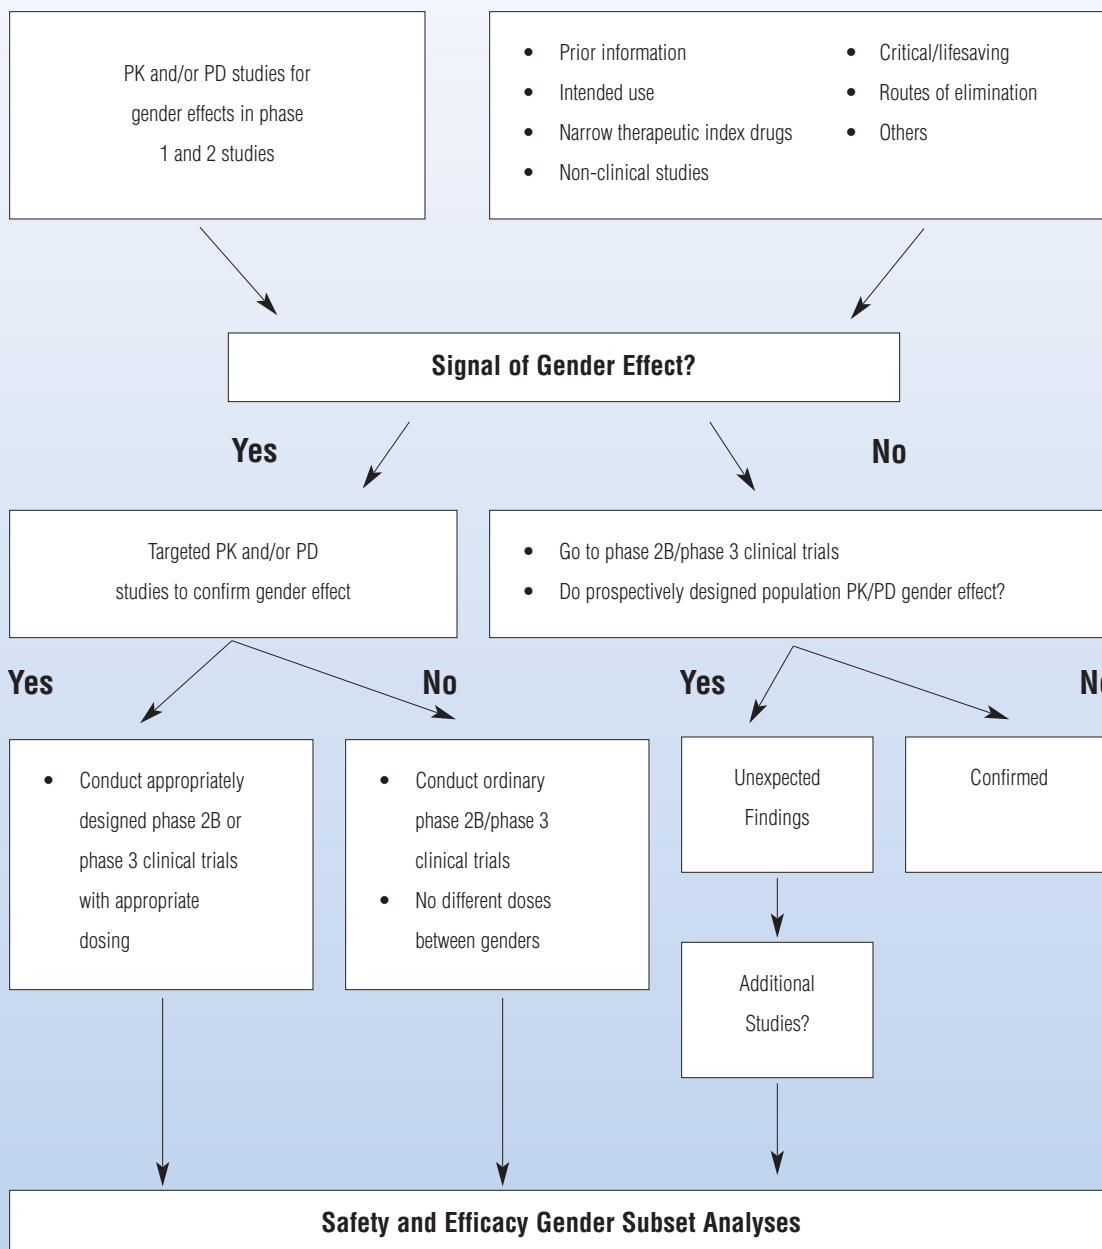 PK and/or PD studies for
gender effects in phase
1 and 2 studies
• Prior information
• Intended use
• Narrow therapeutic index drugs
• Non-clinical studies
• Critical/lifesaving
• Routes of elimination
• Others
Signal of Gender Effect?
Yes
No
Targeted PK and/or PD
studies to confirm gender effect
• Go to phase 2B/phase 3 clinical trials
• Do prospectively designed population PK/PD gender effect?
Yes
No
Yes
No
• Conduct appropriately
designed phase 2B or
phase 3 clinical trials
with appropriate
dosing
• Conduct ordinary
phase 2B/phase 3
clinical trials
• No different doses
between genders
Unexpected
Findings
Confirmed
Additional
Studies?
Safety and Efficacy Gender Subset Analyses